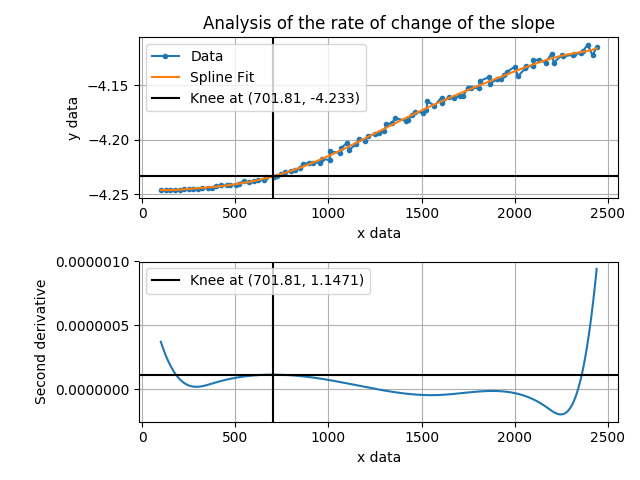 Analysis of the rate of change of the slope
Data
Spline Fit
Knee at (701.81, -4.233)
y data
−4.15
−4.20
−4.25
0 500 1000 1500 2000 2500
x data
Knee at (701.81, 1.1471)
Second derivative
0.0000010
0.0000005
0.0000000
0 500 1000 1500 2000 2500
x data